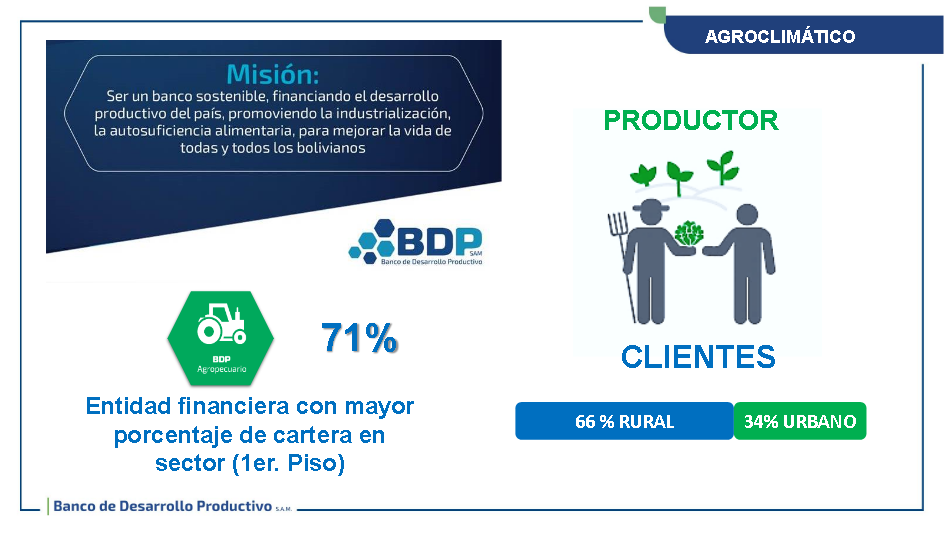 AGROCLIMÁTICO
Misión:
Ser un banco sostenible, financiando el desarrollo
productivo del país, promoviendo la industrialización,
la autosuficiencia alimentaria, para mejorar la vida de
todas y todos los bolivianos
BDP
SAM
Banco de Desarrollo Productivo
BDP
Agropecuario
71%
Entidad financiera con mayor
porcentaje de cartera en
sector (1er. Piso)
PRODUCTOR
CLIENTES
66 % RURAL
34% URBANO
Banco de Desarrollo Productivo S.A.M.